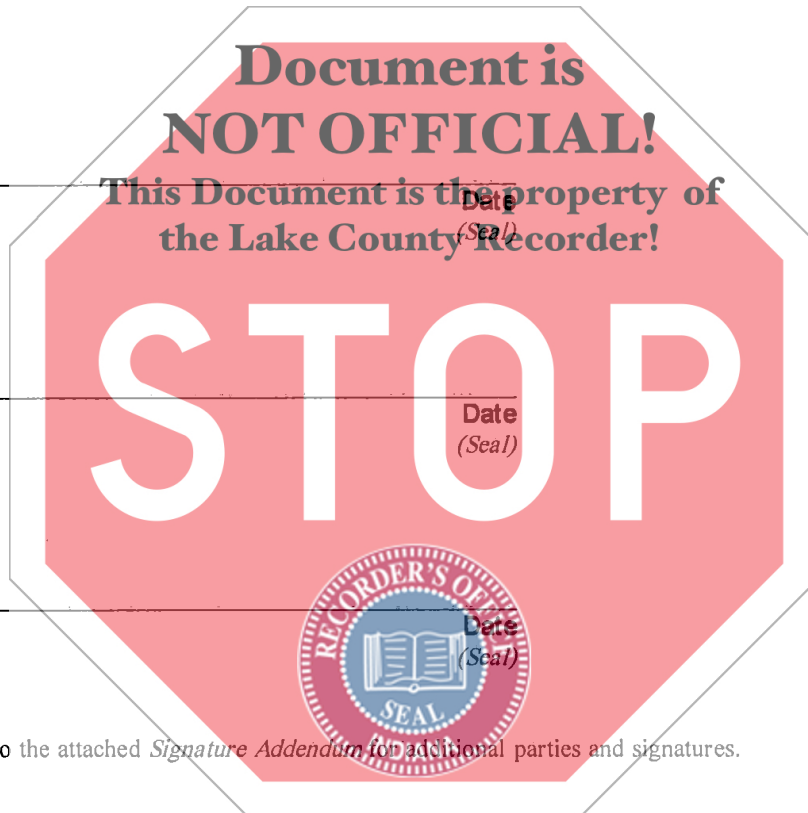 Document is
NOT OFFICIAL!
This Document is the property of
the Lake County Recorder!
Date
(Seal)
STOP
Date
(Seal)
RECORDER'S OFFICE
Date
(Seal)
SEAL
o the attached Signature Addendum for additional parties and signatures.